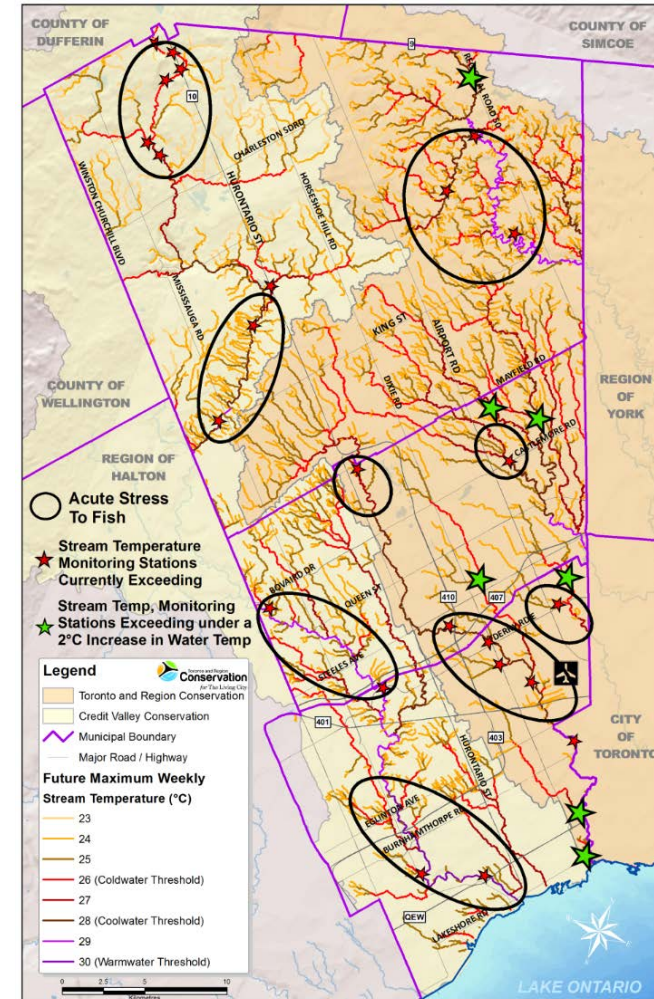 COUNTY OF
DUFFERIN
COUNTY OF
SIMCOE
9
10
CHARLESTON SDRD
WINSTON CHURCHILL BLVD
HURONTARIO ST
HORSESHOE HILL RD
MISSISSAUGA RD
KING ST
AIRPORT RD
DIXIE RD
MAYFIELD RD
COUNTY OF
WELLINGTON
REGION
OF
YORK
REGION OF
HALTON
CASTLEMORE RD
Acute Stress
To Fish
Stream Temperature
Monitoring Stations
Currently Exceeding
Stream Temp, Monitoring
Stations Exceeding under a
2°C Increase in Water Temp
BOVAIRD DR
QUEEN ST
STEELES AVE
410
407
401
403
HURONTARIO ST
CITY
OF
TORONTO
EGLINTON AVE
BURNHAMTHORPE RD
QEW
LAKESHORE RD
LAKE ONTARIO
Legend
Toronto and Region
Conservation
for The Living City
Toronto and Region Conservation
Credit Valley Conservation
Municipal Boundary
Major Road / Highway
Future Maximum Weekly
Stream Temperature (°C)
23
24
25
26 (Coldwater Threshold)
27
28 (Coolwater Threshold)
29
30 (Warmwater Threshold)
0 2.5 5 10
Kilometres